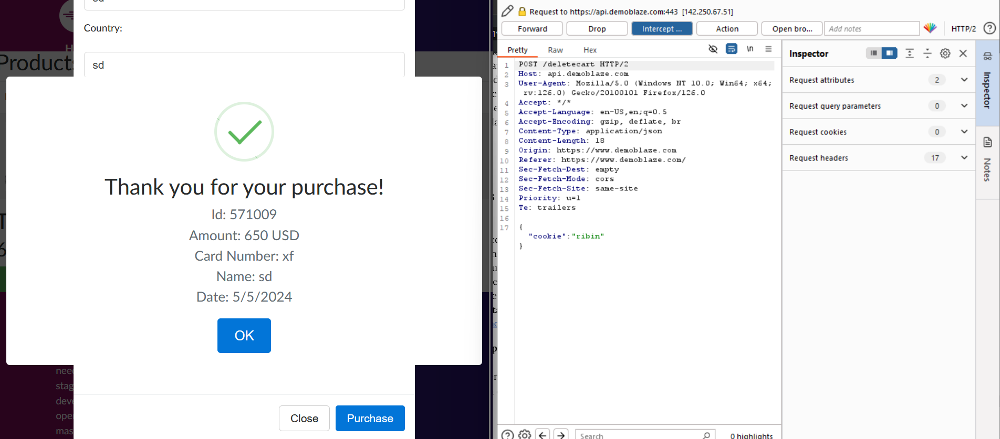 sd
Country:
sd
H
Products
Thank you for your purchase!
Id: 571009
Amount: 650 USD
Card Number: xf
Name: sd
Date: 5/5/2024
OK
need
stag
deve
ope
mas
Close
Purchase
Request to https://api.demoblaze.com:443 [142.250.67.51]
Forward
Drop
Intercept ...
Action
Open bro...
Add notes
HTTP/2
Pretty
Raw
Hex
\n
1 POST /deletecart HTTP/2
2 Host: api.demoblaze.com
3 User-Agent: Mozilla/5.0 (Windows NT 10.0; Win64; x64;
rv:126.0) Gecko/20100101 Firefox/126.0
4 Accept: */*
5 Accept-Language: en-US,en;q=0.5
6 Accept-Encoding: gzip, deflate, br
7 Content-Type: application/json
8 Content-Length: 18
9 Origin: https://www.demoblaze.com
10 Referer: https://www.demoblaze.com/
11 Sec-Fetch-Dest: empty
12 Sec-Fetch-Mode: cors
13 Sec-Fetch-Site: same-site
14 Priority: u=1
15 Te: trailers
16
17 {
"cookie":"ribin"
}
Search
0 highlights
Inspector
Request attributes 2
Request query parameters 0
Request cookies 0
Request headers 17
Inspector
Notes